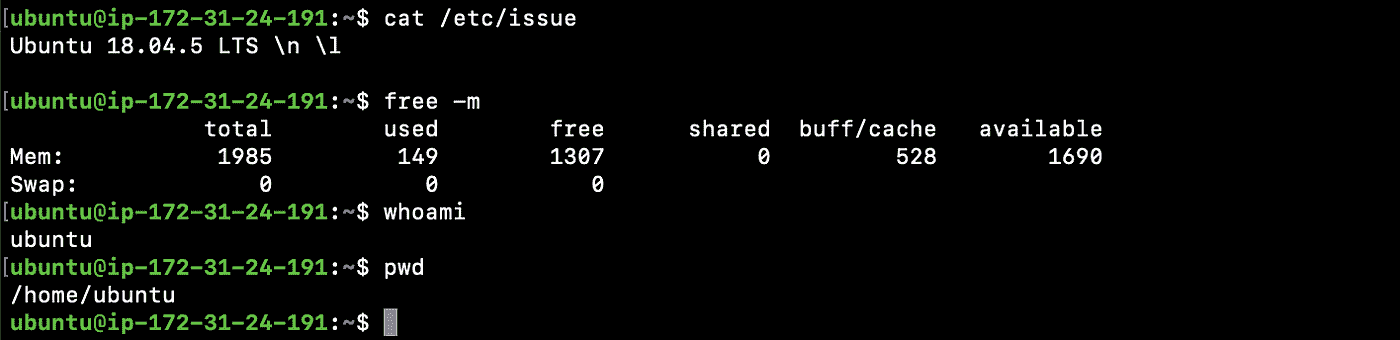 [ubuntu@ip-172-31-24-191:~$ cat /etc/issue
Ubuntu 18.04.5 LTS \n \l
[ubuntu@ip-172-31-24-191:~$ free -m
total used free shared buff/cache available
Mem: 1985 149 1307 0 528 1690
Swap: 0 0 0
[ubuntu@ip-172-31-24-191:~$ whoami
ubuntu
[ubuntu@ip-172-31-24-191:~$ pwd
/home/ubuntu
ubuntu@ip-172-31-24-191:~$